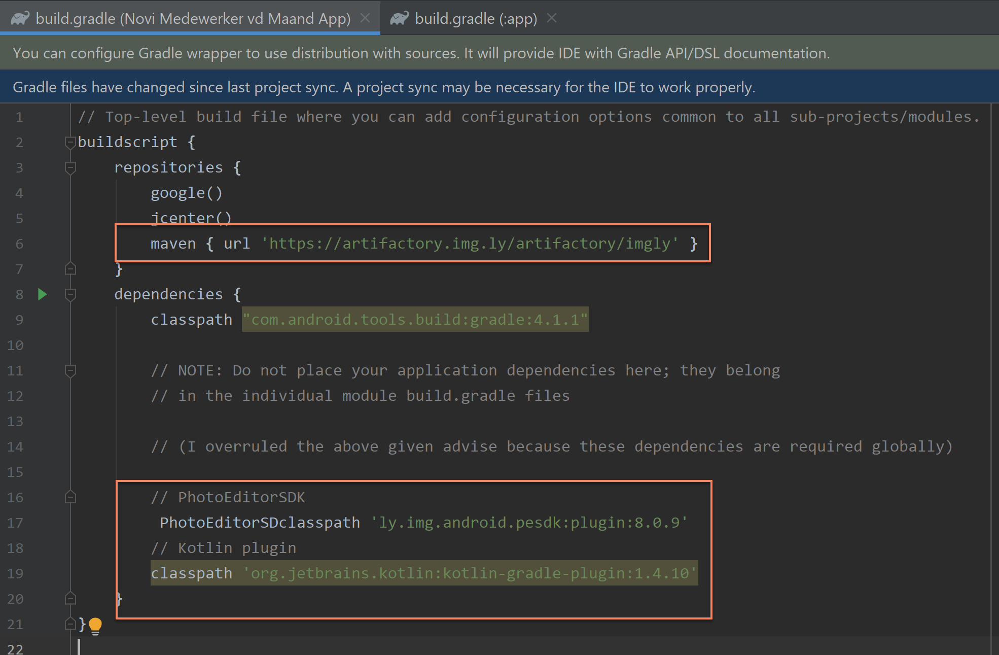 build.gradle (Novi Medewerker vd Maand App) build.gradle (:app)
You can configure Gradle wrapper to use distribution with sources. It will provide IDE with Gradle API/DSL documentation.
Gradle files have changed since last project sync. A project sync may be necessary for the IDE to work properly.
1 // Top-level build file where you can add configuration options common to all sub-projects/modules.
2 buildscript {
3 repositories {
4 google()
5 jcenter()
6 maven { url 'https://artifactory.img.ly/artifactory/imgly' }
7 }
8 dependencies {
9 classpath "com.android.tools.build:gradle:4.1.1"
10
11 // NOTE: Do not place your application dependencies here; they belong
12 // in the individual module build.gradle files
13
14 // (I overruled the above given advise because these dependencies are required globally)
15
16 // PhotoEditorSDK
17 PhotoEditorSDclasspath 'ly.img.android.pesdk:plugin:8.0.9'
18 // Kotlin plugin
19 classpath 'org.jetbrains.kotlin:kotlin-gradle-plugin:1.4.10'
20 }
21 }
22